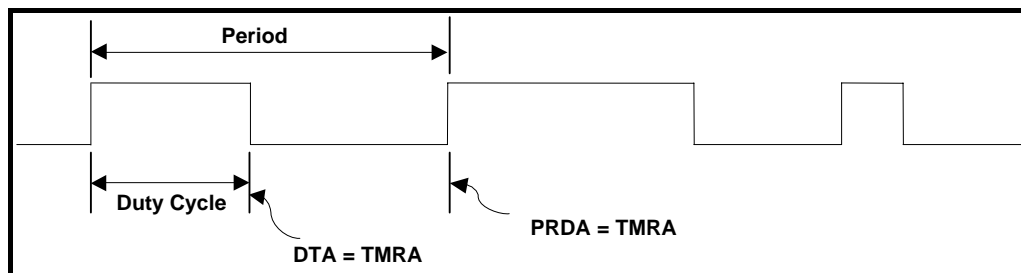 Period
Duty Cycle
PRDA = TMRA
DTA = TMRA